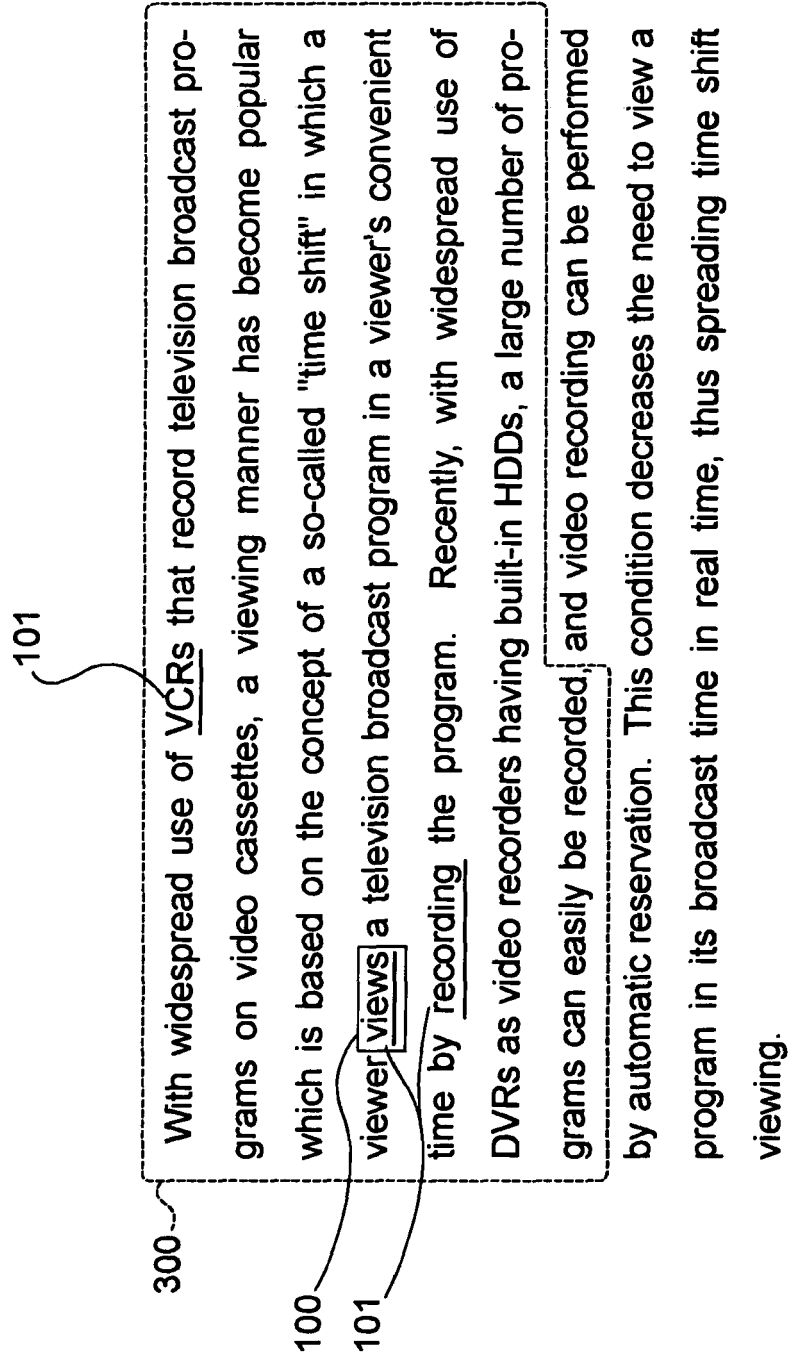 101
300
100
101
With widespread use of VCRs that record television broadcast pro-
grams on video cassettes, a viewing manner has become popular
which is based on the concept of a so-called "time shift" in which a
viewer views a television broadcast program in a viewer's convenient
time by recording the program. Recently, with widespread use of
DVRs as video recorders having built-in HDDs, a large number of pro-
grams can easily be recorded, and video recording can be performed
by automatic reservation. This condition decreases the need to view a
program in its broadcast time in real time, thus spreading time shift
viewing.